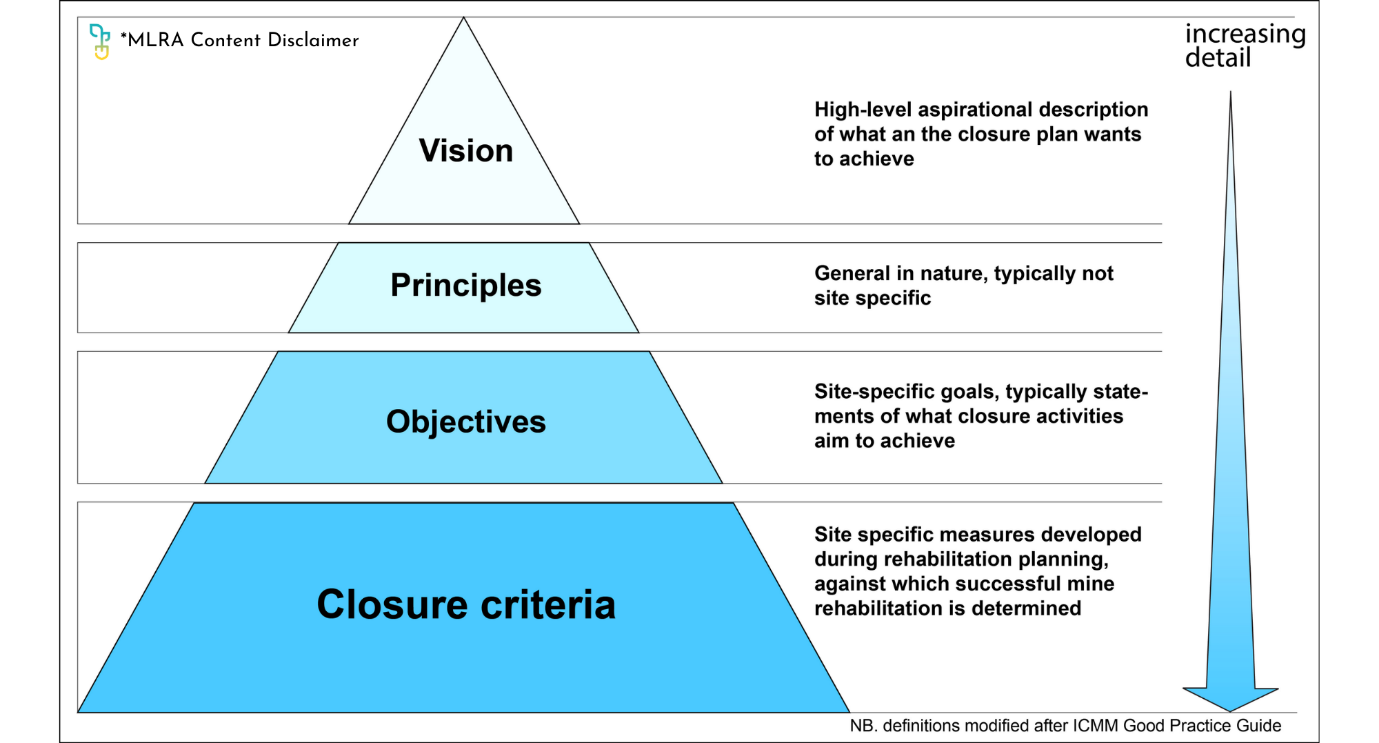 *MLRA Content Disclaimer
increasing
detail
Vision
High-level aspirational description
of what an the closure plan wants
to achieve
Principles
General in nature, typically not
site specific
Objectives
Site-specific goals, typically state-
ments of what closure activities
aim to achieve
Closure criteria
Site specific measures developed
during rehabilitation planning,
against which successful mine
rehabilitation is determined
NB. definitions modified after ICMM Good Practice Guide